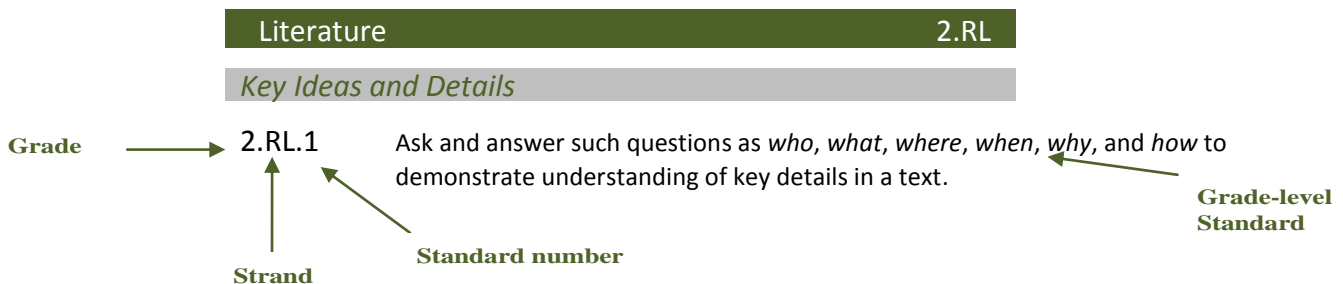 Literature 2.RL
Key Ideas and Details
Grade 2.RL.1 Ask and answer such questions as who, what, where, when, why, and how to
demonstrate understanding of key details in a text.
Grade-level
Standard
Standard number
Strand